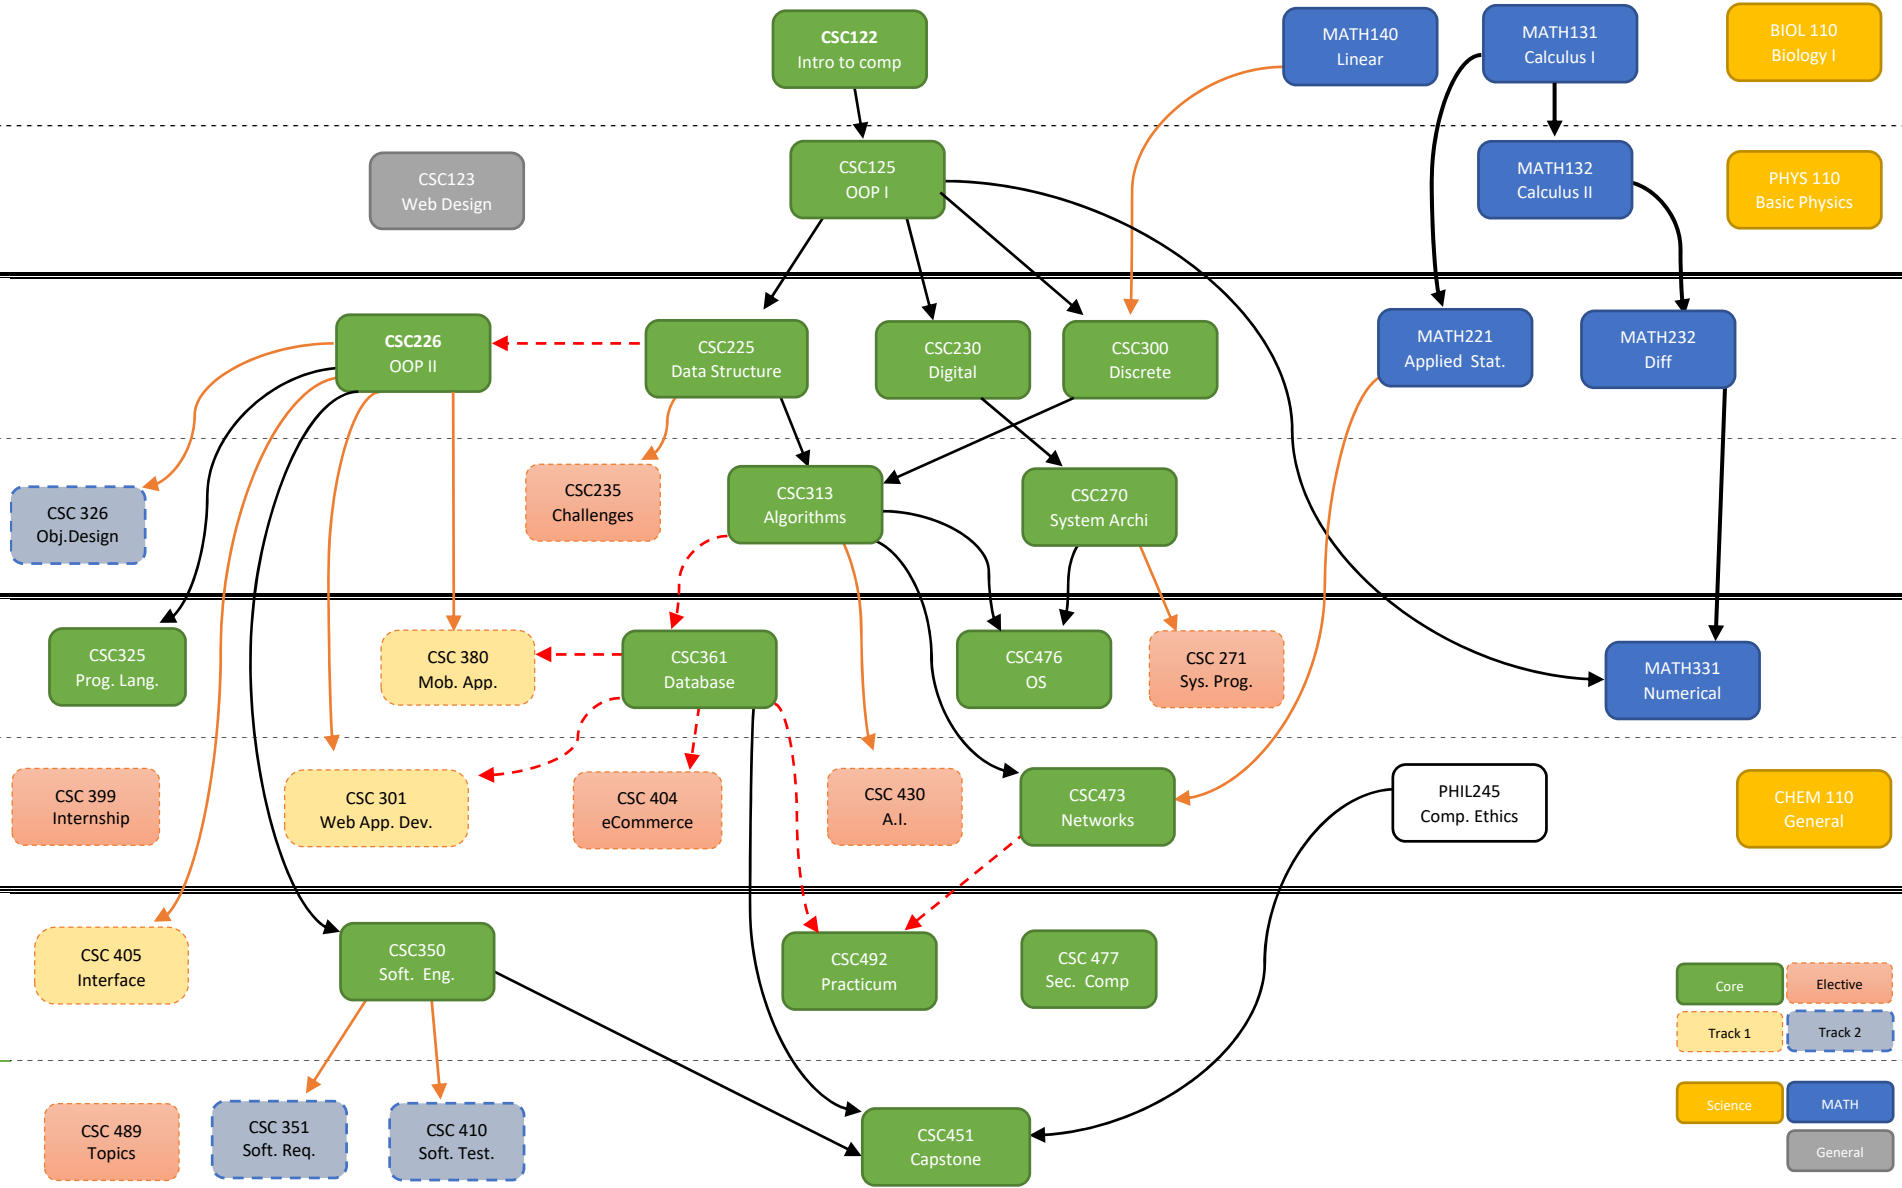 CSC122
Intro to comp
MATH140
Linear
MATH131
Calculus I
BIOL 110
Biology I
CSC123
Web Design
CSC125
OOP I
MATH132
Calculus II
PHYS 110
Basic Physics
CSC226
OOP II
CSC225
Data Structure
CSC230
Digital
CSC300
Discrete
MATH221
Applied Stat.
MATH232
Diff
CSC 326
Obj.Design
CSC235
Challenges
CSC313
Algorithms
CSC270
System Archi
CSC325
Prog. Lang.
CSC 380
Mob. App.
CSC361
Database
CSC476
OS
CSC 271
Sys. Prog.
MATH331
Numerical
CSC 399
Internship
CSC 301
Web App. Dev.
CSC 404
eCommerce
CSC 430
A.I.
CSC473
Networks
PHIL245
Comp. Ethics
CHEM 110
General
CSC 405
Interface
CSC350
Soft. Eng.
CSC492
Practicum
CSC 477
Sec. Comp
Core
Elective
Track 1
Track 2
CSC 489
Topics
CSC 351
Soft. Req.
CSC 410
Soft. Test.
CSC451
Capstone
Science
MATH
General